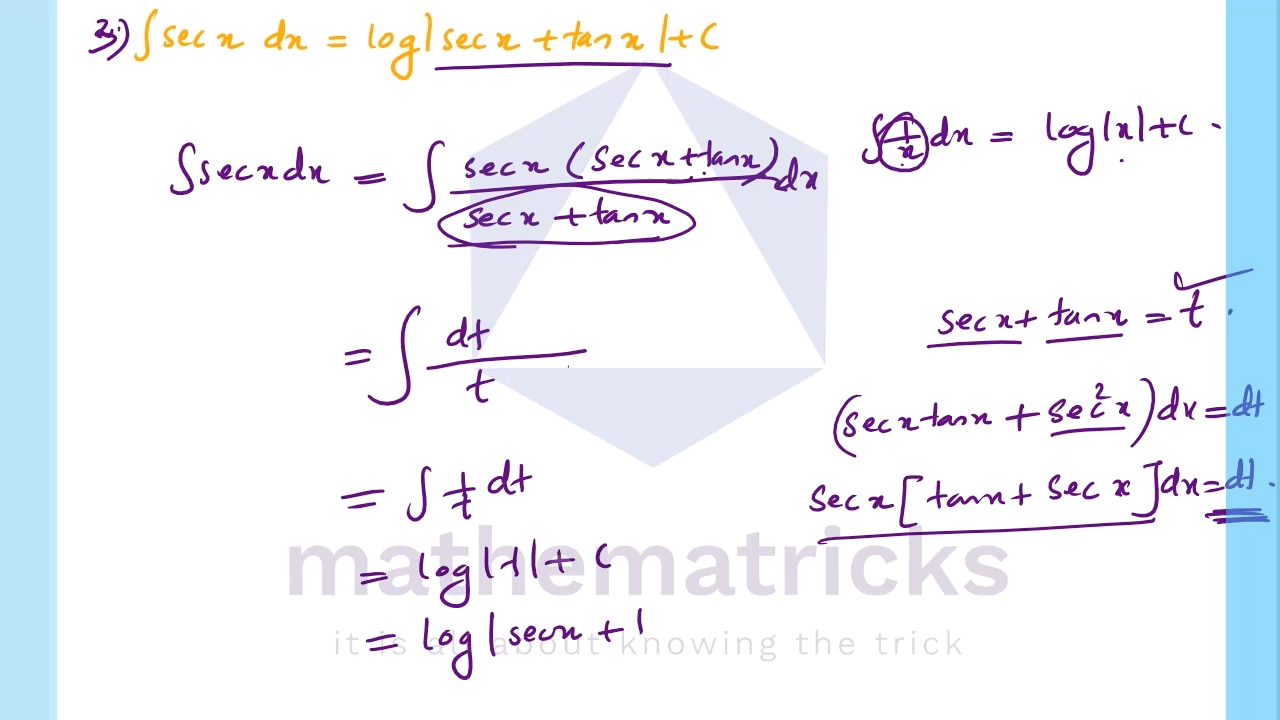 3) ∫ sec x dx = log|sec x + tan x| + C
∫ sec x dx = ∫ sec x (sec x + tan x) / sec x + tan x dx
∫ 1/x dx = log|x| + C.
= ∫ dt / t
sec x + tan x = t.
(sec x tan x + sec² x) dx = dt
sec x [tan x + sec x] dx = dt.
= ∫ 1/t dt
= log|t| + C
= log|sec x + |
mathematricks
it is all about knowing the trick